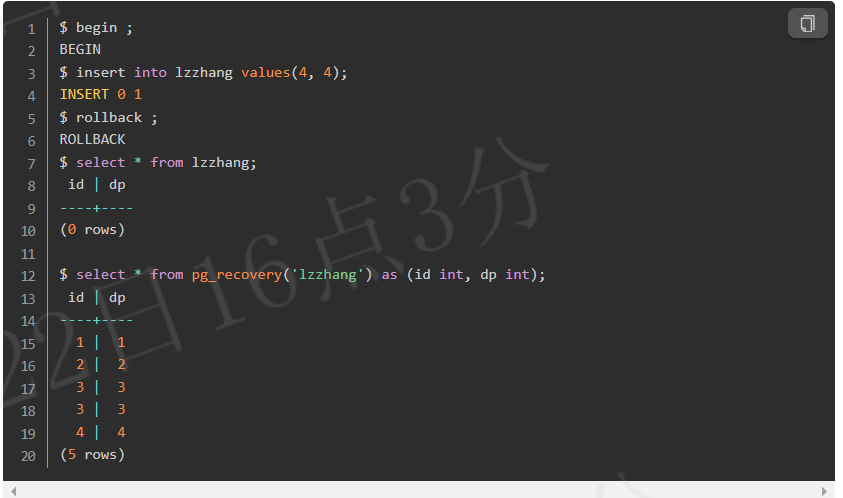 1 $ begin ;
2 BEGIN
3 $ insert into lzzhang values(4, 4);
4 INSERT 0 1
5 $ rollback ;
6 ROLLBACK
7 $ select * from lzzhang;
8  id | dp
9 ----+----
10 (0 rows)
11
12 $ select * from pg_recovery('lzzhang') as (id int, dp int);
13  id | dp
14 ----+----
15   1 |  1
16   2 |  2
17   3 |  3
18   3 |  3
19   4 |  4
20 (5 rows)
22日16点3分